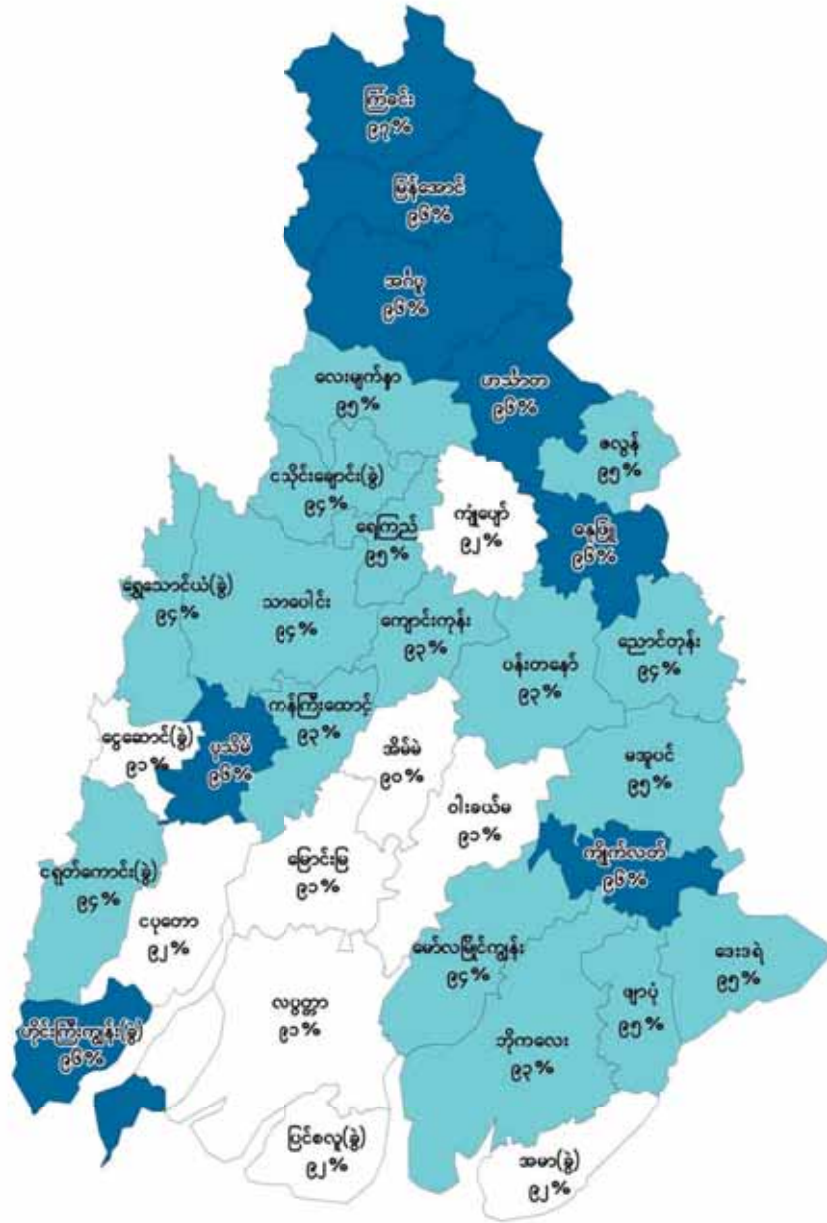 ကြံခင်း
၉၇%
မြန်အောင်
၉၆%
အင်္ဂပူ
၉၆%
လေးမျက်နှာ
၉၅%
ဟင်္သာတ
၉၆%
ဇလွန်
၉၅%
ငသိုင်းချောင်း(ခွဲ)
၉၄%
ရေကြည်
၉၅%
ကျုံပျော်
၉၂%
ဓနုဖြူ
၉၆%
ရွှေသောင်ယံ(ခွဲ)
၉၄%
သာပေါင်း
၉၄%
ကျောင်းကုန်း
၉၃%
ပန်းတနော်
၉၃%
ညောင်တုန်း
၉၄%
ငွေဆောင်(ခွဲ)
၉၁%
ပုသိမ်
၉၆%
ကန်ကြီးထောင့်
၉၃%
အိမ်မဲ
၉၀%
ဝါးခယ်မ
၉၁%
မအူပင်
၉၅%
ငရုတ်ကောင်း(ခွဲ)
၉၄%
ငပုတော
၉၂%
မြောင်းမြ
၉၁%
ကျိုက်လတ်
၉၆%
မော်လမြိုင်ကျွန်း
၉၄%
ဒေးဒရဲ
၉၅%
ဟိုင်းကြီးကျွန်း(ခွဲ)
၉၆%
လပွတ္တာ
၉၁%
ဘိုကလေး
၉၃%
ဖျာပုံ
၉၅%
ပြင်စလူ(ခွဲ)
၉၂%
အမာ(ခွဲ)
၉၂%